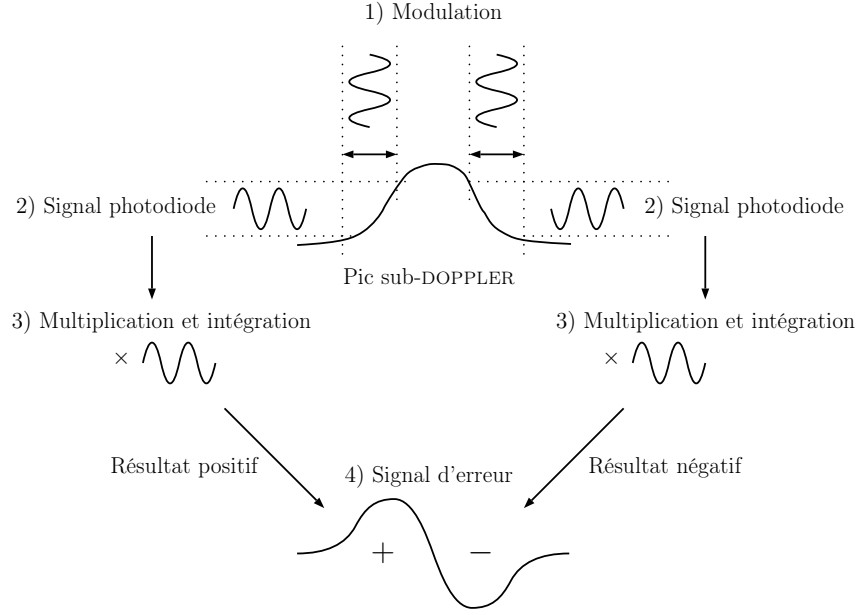 1) Modulation
2) Signal photodiode
2) Signal photodiode
Pic sub-DOPPLER
3) Multiplication et intégration
3) Multiplication et intégration
×
×
Résultat positif
4) Signal d'erreur
Résultat négatif
+ −